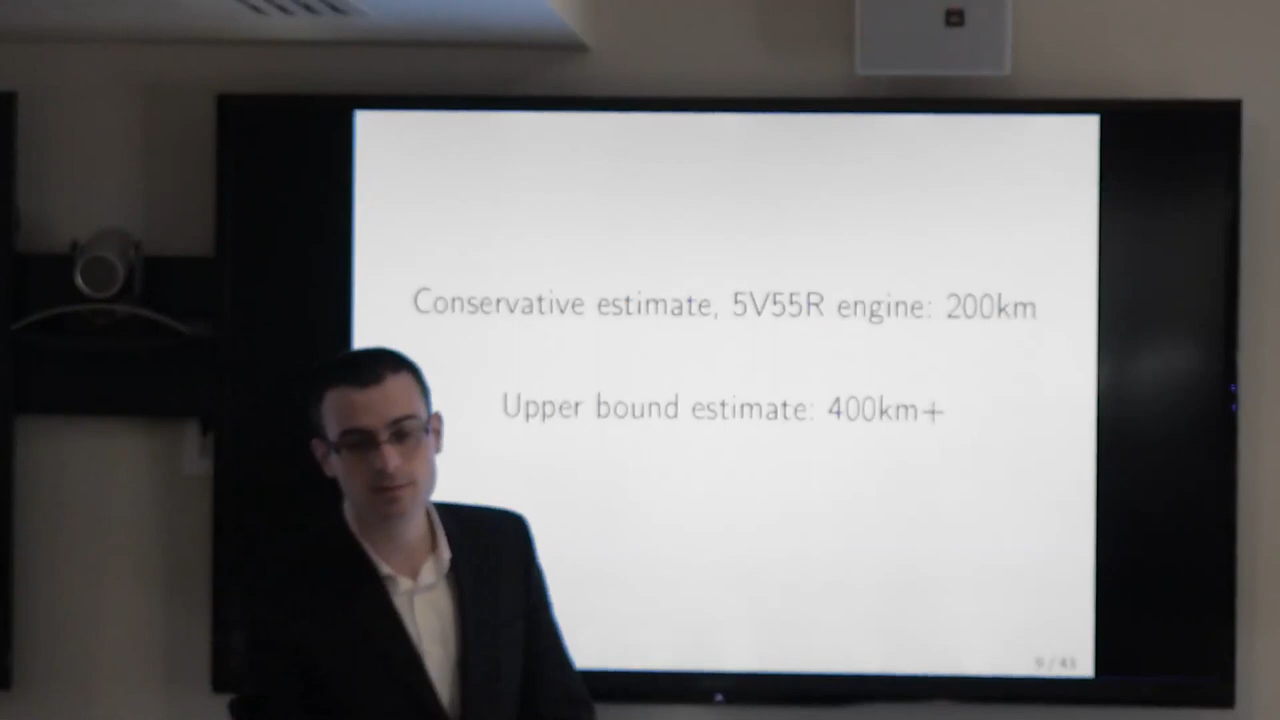 Conservative estimate, 5V55R engine: 200km
Upper bound estimate: 400km+
9 / 43